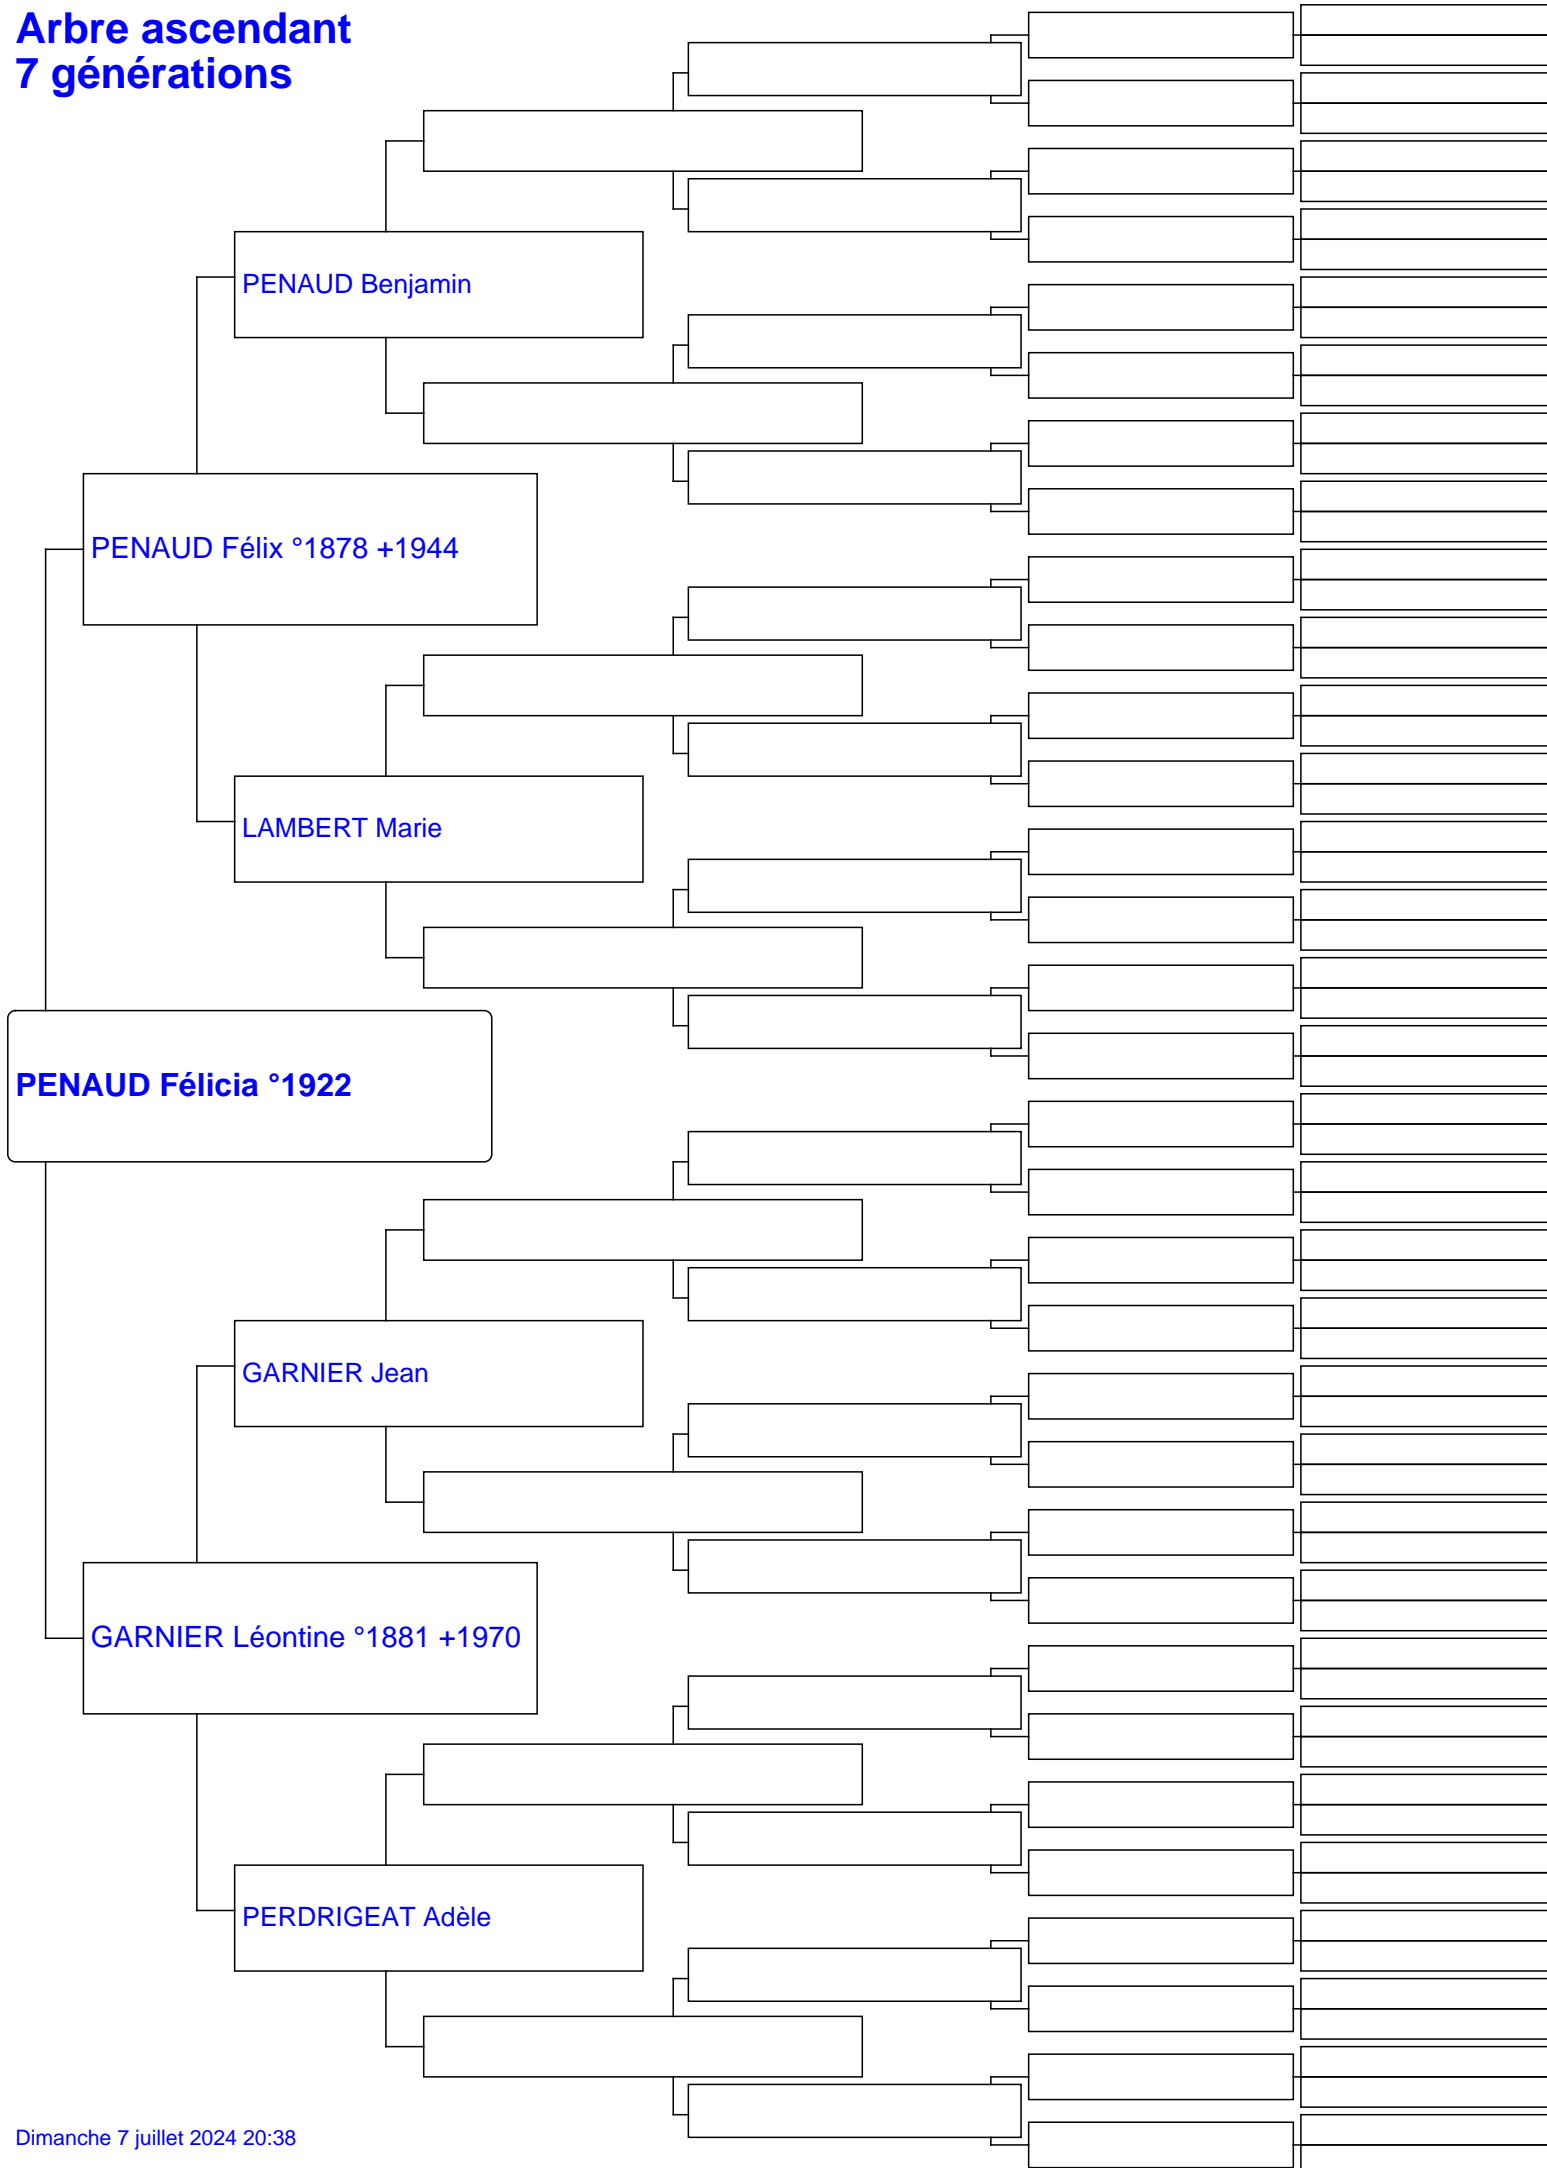 Arbre ascendant
7 générations
PENAUD Benjamin
PENAUD Félix °1878 +1944
LAMBERT Marie
PENAUD Félicia °1922
GARNIER Jean
GARNIER Léontine °1881 +1970
PERDRIGEAT Adèle
Dimanche 7 juillet 2024 20:38